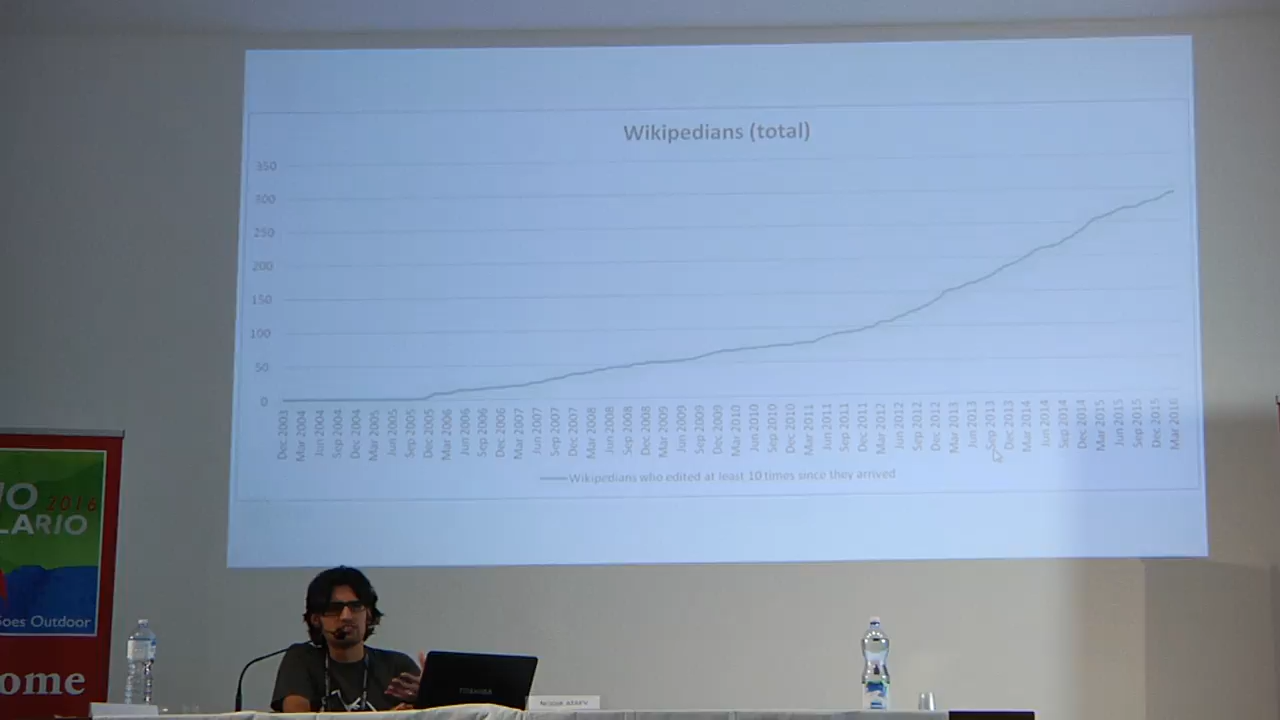 Wikipedians (total)
350
300
250
200
150
100
50
0
Dec 2003
Mar 2004
Jun 2004
Sep 2004
Dec 2004
Mar 2005
Jun 2005
Sep 2005
Dec 2005
Mar 2006
Jun 2006
Sep 2006
Dec 2006
Mar 2007
Jun 2007
Sep 2007
Dec 2007
Mar 2008
Jun 2008
Sep 2008
Dec 2008
Mar 2009
Jun 2009
Sep 2009
Dec 2009
Mar 2010
Jun 2010
Sep 2010
Dec 2010
Mar 2011
Jun 2011
Sep 2011
Dec 2011
Mar 2012
Jun 2012
Sep 2012
Dec 2012
Mar 2013
Jun 2013
Sep 2013
Dec 2013
Mar 2014
Jun 2014
Sep 2014
Dec 2014
Mar 2015
Jun 2015
Sep 2015
Dec 2015
Mar 2016
Wikipedians who edited at least 10 times since they arrived
IO 2016
LARIO
Goes Outdoor
ome
TOSHIBA